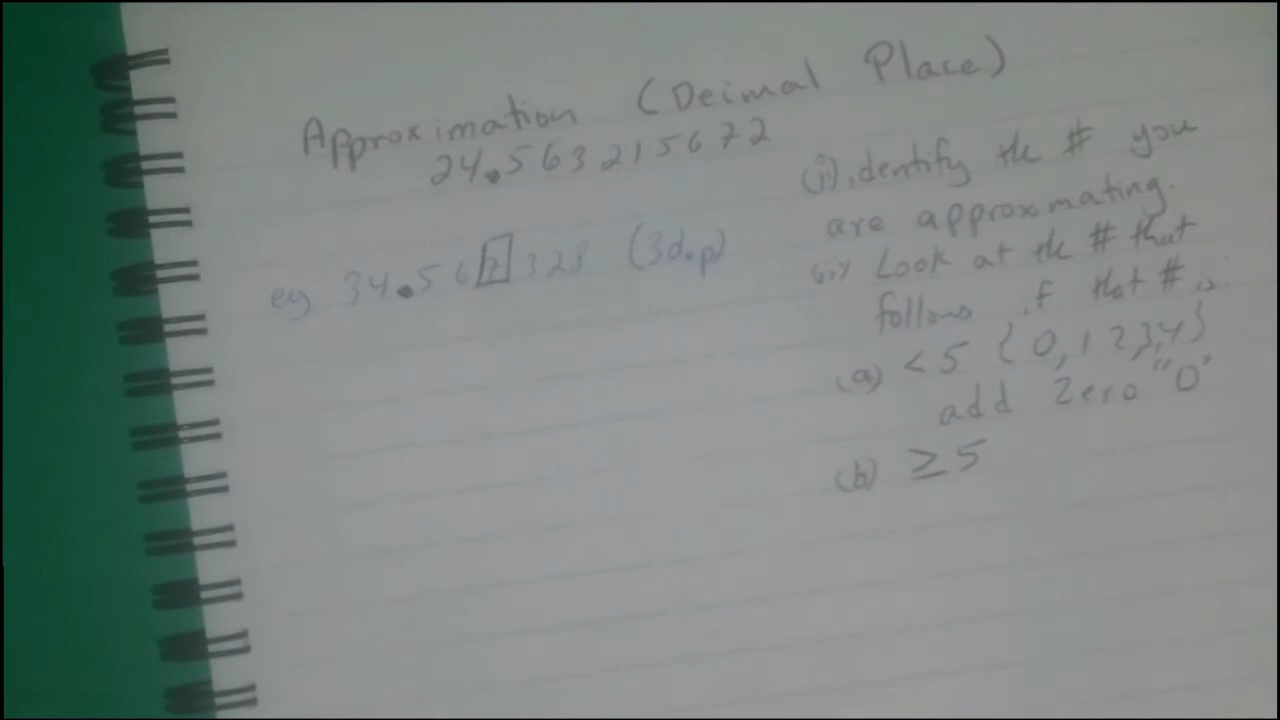 Approximation (Deimal Place)
24.563215672
eg 34.567328 (3d.p)
(i) identify the # you
are approxmating.
(ii) Look at the # that
follows if that # is
(a) <5 {0,1 2,3,4}
add Zero "0"
(b) ≥5